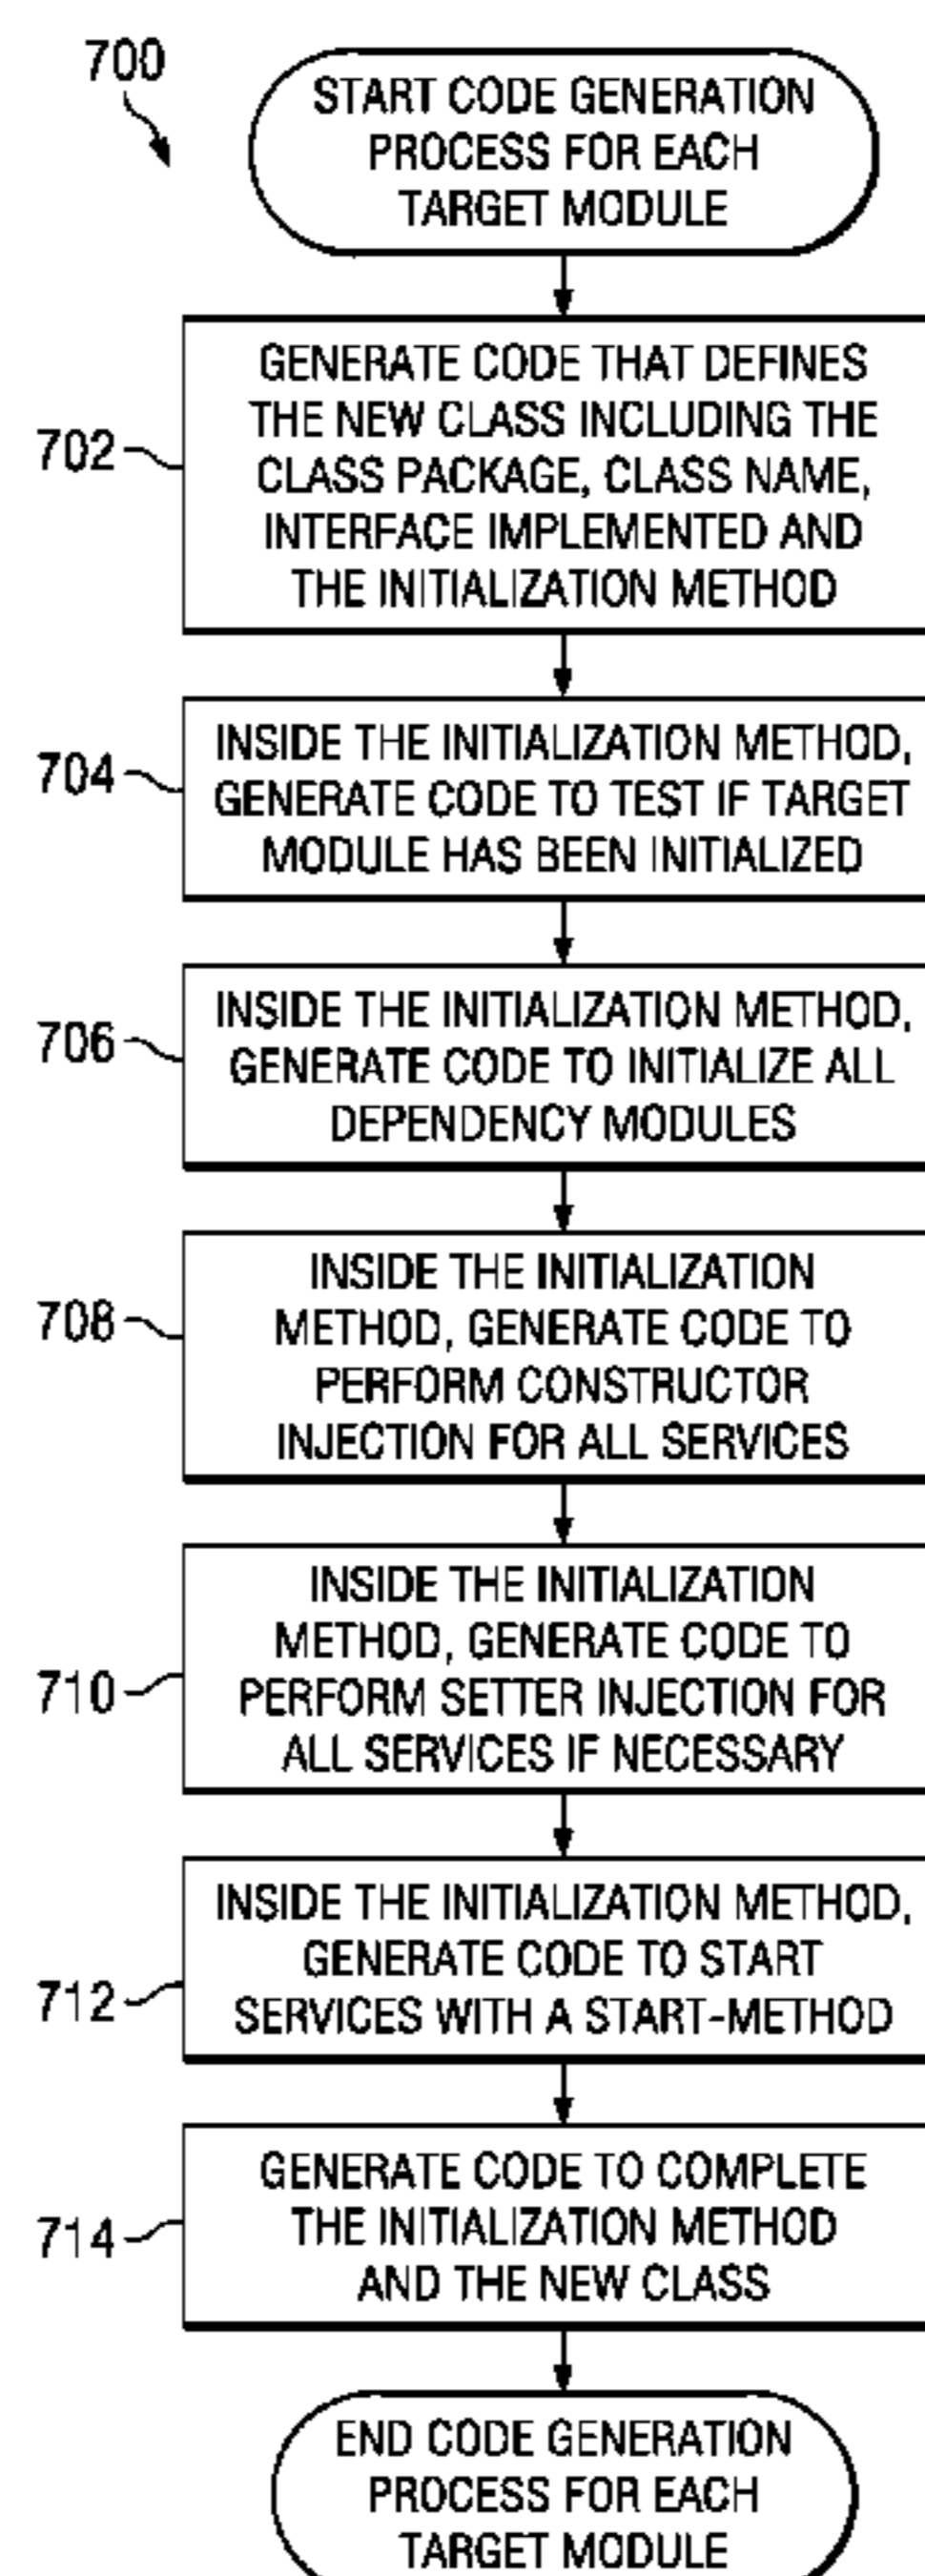 700
START CODE GENERATION
PROCESS FOR EACH
TARGET MODULE
702
GENERATE CODE THAT DEFINES
THE NEW CLASS INCLUDING THE
CLASS PACKAGE, CLASS NAME,
INTERFACE IMPLEMENTED AND
THE INITIALIZATION METHOD
704
INSIDE THE INITIALIZATION METHOD,
GENERATE CODE TO TEST IF TARGET
MODULE HAS BEEN INITIALIZED
706
INSIDE THE INITIALIZATION METHOD,
GENERATE CODE TO INITIALIZE ALL
DEPENDENCY MODULES
708
INSIDE THE INITIALIZATION
METHOD, GENERATE CODE TO
PERFORM CONSTRUCTOR
INJECTION FOR ALL SERVICES
710
INSIDE THE INITIALIZATION
METHOD, GENERATE CODE TO
PERFORM SETTER INJECTION FOR
ALL SERVICES IF NECESSARY
712
INSIDE THE INITIALIZATION METHOD,
GENERATE CODE TO START
SERVICES WITH A START-METHOD
714
GENERATE CODE TO COMPLETE
THE INITIALIZATION METHOD
AND THE NEW CLASS
END CODE GENERATION
PROCESS FOR EACH
TARGET MODULE